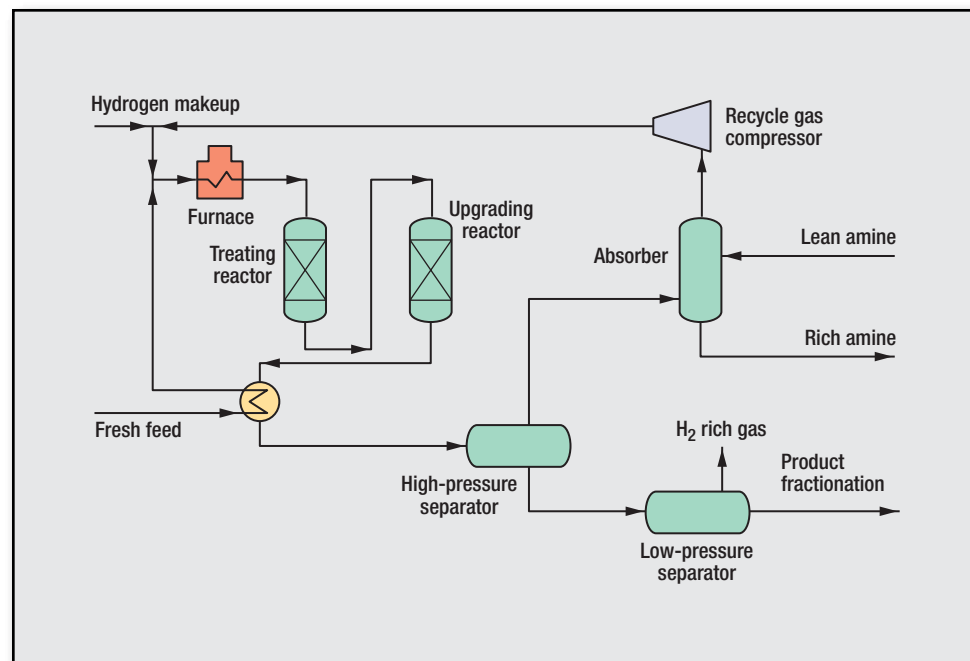 Hydrogen makeup
Recycle gas
compressor
Furnace
Upgrading
reactor
Treating
reactor
Absorber
Lean amine
Rich amine
Fresh feed
H₂ rich gas
Product
fractionation
High-pressure
separator
Low-pressure
separator